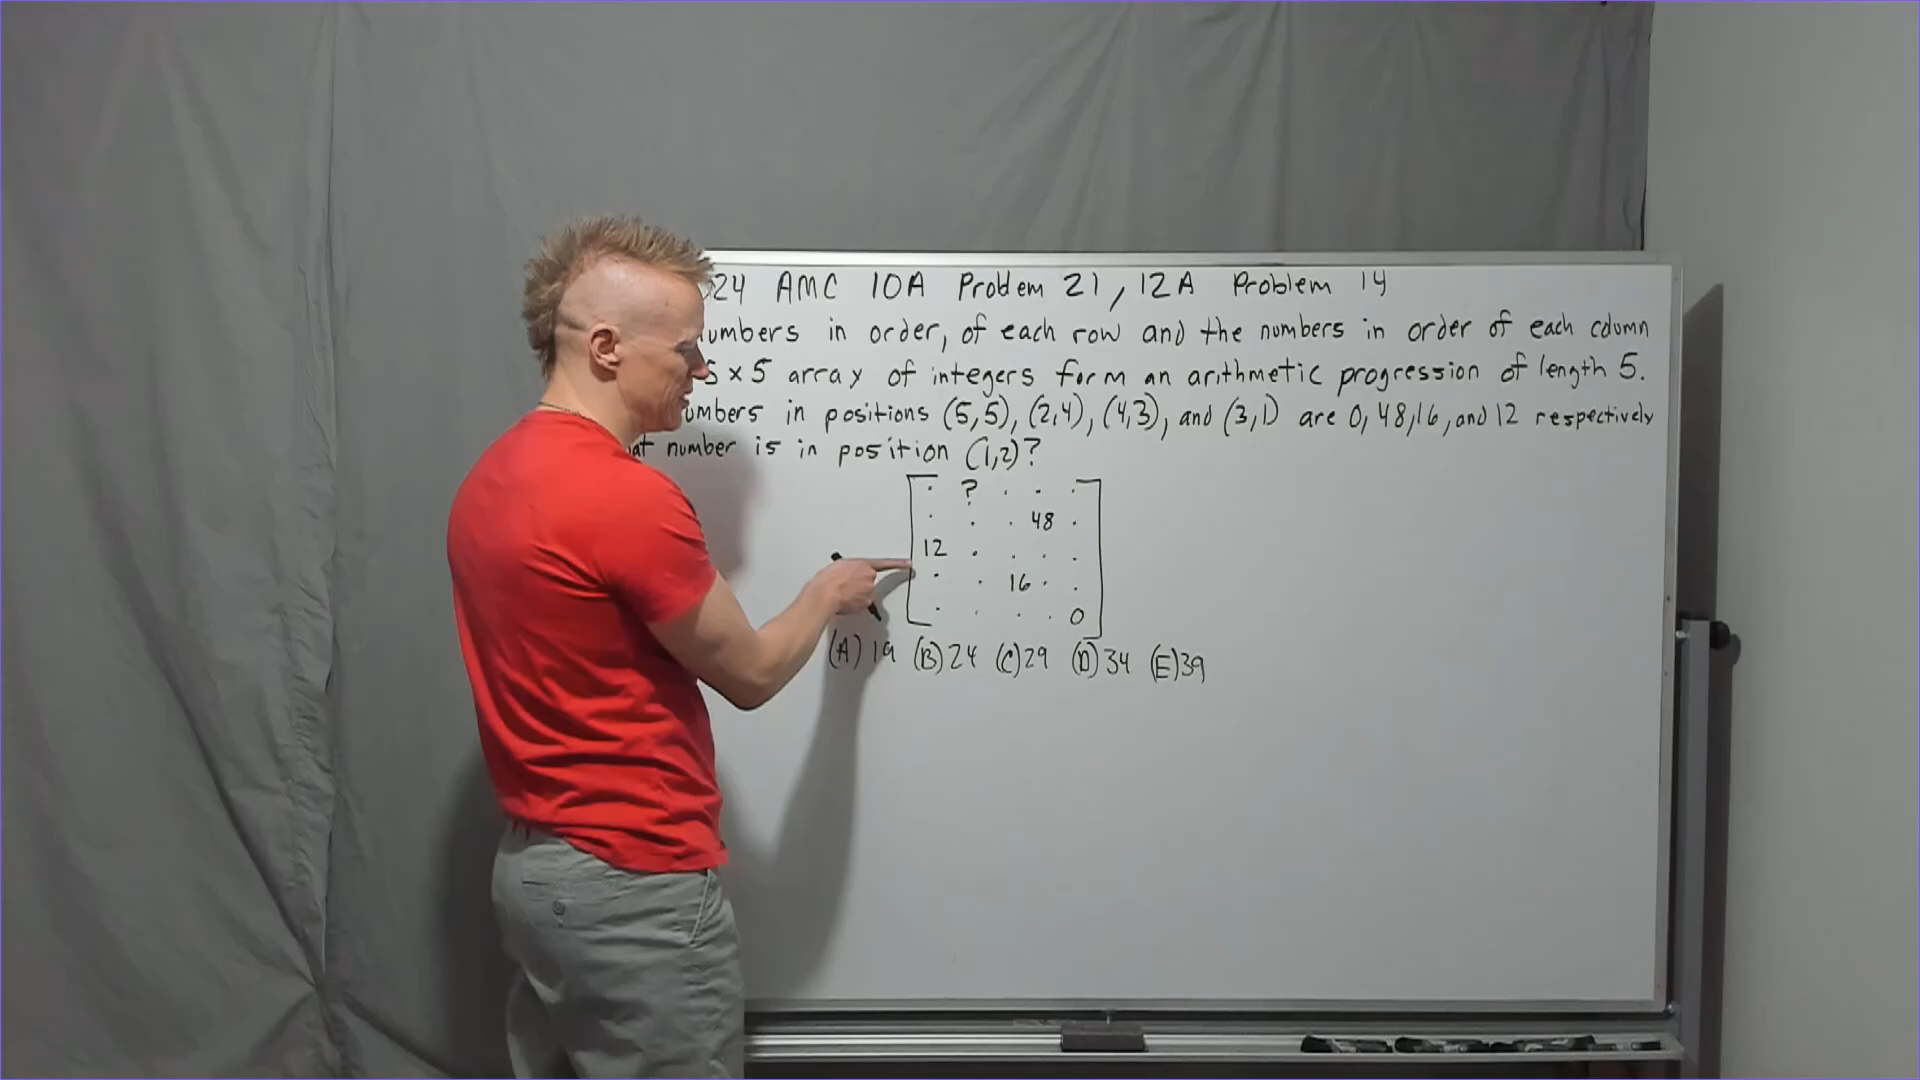 24 AMC 10A Problem 21, 12A Problem 14
umbers in order, of each row and the numbers in order of each column
5 × 5 array of integers form an arithmetic progression of length 5.
umbers in positions (5,5), (2,4), (4,3), and (3,1) are 0, 48, 16, and 12 respectively
at number is in position (1,2)?
. ? . . .
. . . 48 .
12 . . . .
. . 16 . .
. . . . 0
(A) 19 (B) 24 (C) 29 (D) 34 (E) 39